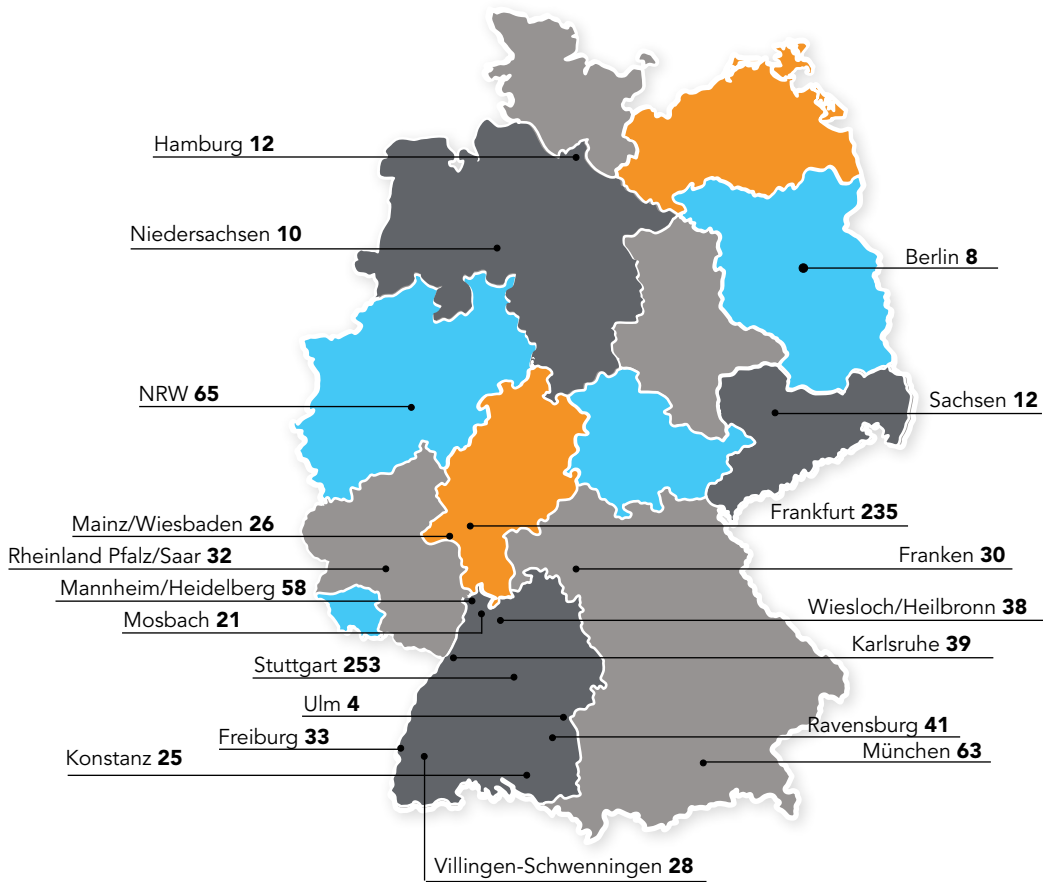 Hamburg 12
Niedersachsen 10
Berlin 8
NRW 65
Sachsen 12
Mainz/Wiesbaden 26
Frankfurt 235
Rheinland Pfalz/Saar 32
Franken 30
Mannheim/Heidelberg 58
Wiesloch/Heilbronn 38
Mosbach 21
Karlsruhe 39
Stuttgart 253
Ulm 4
Ravensburg 41
Freiburg 33
München 63
Konstanz 25
Villingen-Schwenningen 28